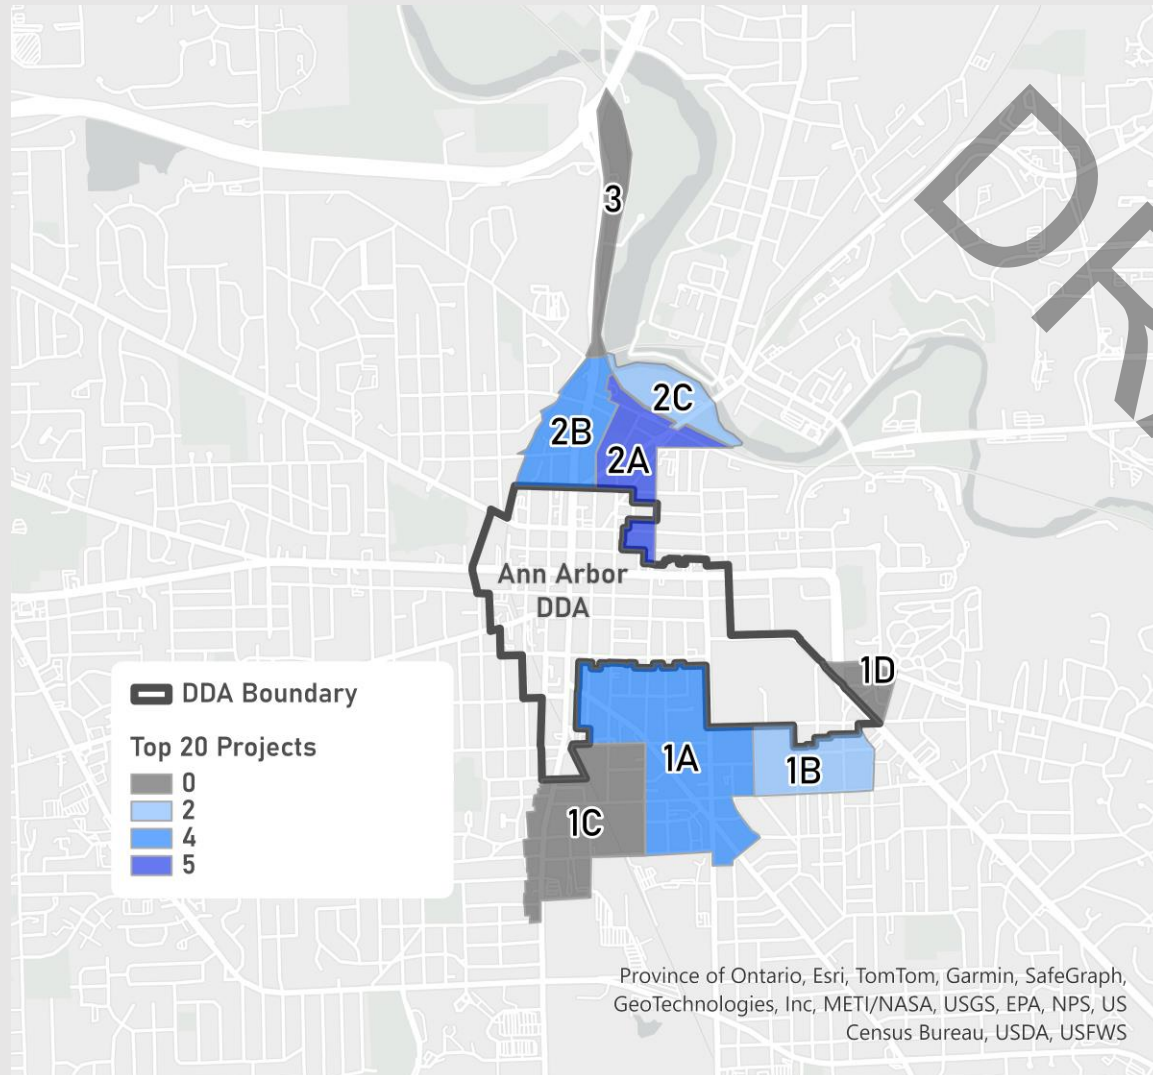 3
2C
2B
2A
Ann Arbor
DDA
1D
1A
1B
1C
DDA Boundary
Top 20 Projects
0
2
4
5
Province of Ontario, Esri, TomTom, Garmin, SafeGraph,
GeoTechnologies, Inc, METI/NASA, USGS, EPA, NPS, US
Census Bureau, USDA, USFWS